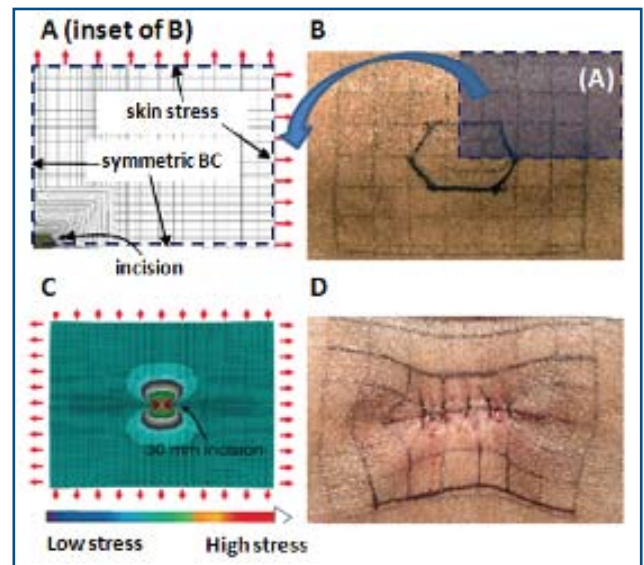 A (inset of B)
skin stress
symmetric BC
incision
B
(A)
C
30 mm incision
Low stress
High stress
D